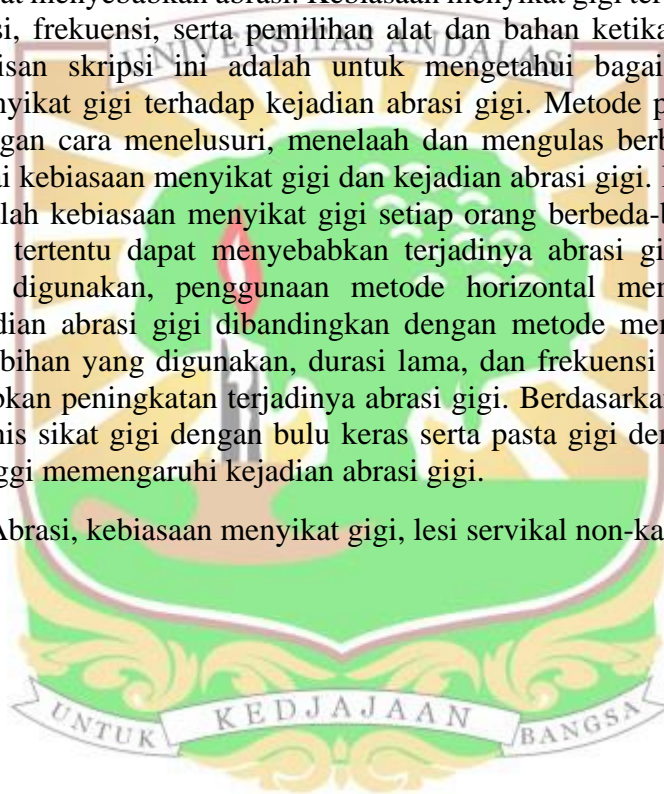 at menyebabkan abrasi. Kebiasaan menyikat gigi ter
si, frekuensi, serta pemilihan alat dan bahan ketika
UNIVERSITAS ANDALAS
isan skripsi ini adalah untuk mengetahui bagai
nyikat gigi terhadap kejadian abrasi gigi. Metode p
gan cara menelusuri, menelaah dan mengulas berb
ai kebiasaan menyikat gigi dan kejadian abrasi gigi.
lah kebiasaan menyikat gigi setiap orang berbeda-
tertentu dapat menyebabkan terjadinya abrasi gi
digunakan, penggunaan metode horizontal men
dian abrasi gigi dibandingkan dengan metode men
bihan yang digunakan, durasi lama, dan frekuensi
bkan peningkatan terjadinya abrasi gigi. Berdasarkan
nis sikat gigi dengan bulu keras serta pasta gigi der
ggi memengaruhi kejadian abrasi gigi.
Abrasi, kebiasaan menyikat gigi, lesi servikal non-ka
UNTUK KEDJAJAAN BANGSA